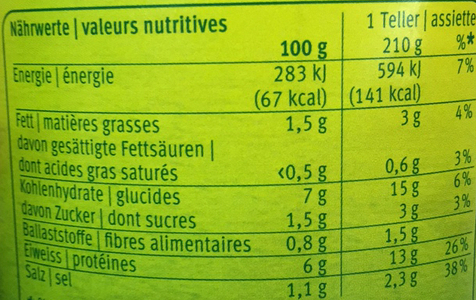 Nährwerte | valeurs nutritives 1 Teller | assiette
100 g 210 g %*
Energie | énergie 283 kJ 594 kJ 7%
(67 kcal) (141 kcal)
Fett | matières grasses 1,5 g 3 g 4%
davon gesättigte Fettsäuren |
dont acides gras saturés <0,5 g 0,6 g 3%
Kohlenhydrate | glucides 7 g 15 g 6%
davon Zucker | dont sucres 1,5 g 3 g 3%
Ballaststoffe | fibres alimentaires 0,8 g 1,5 g
Eiweiss | protéines 6 g 13 g 26%
Salz | sel 1,1 g 2,3 g 38%